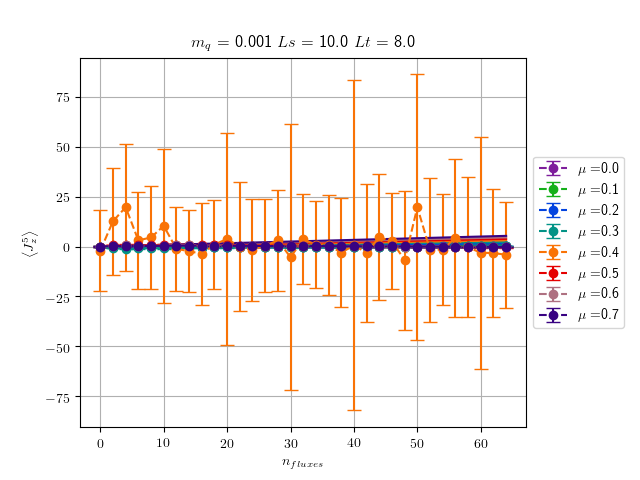 m_q = 0.001 Ls = 10.0 Lt = 8.0
75
50
25
0
−25
−50
−75
⟨J_z^5⟩
0 10 20 30 40 50 60
n_{fluxes}
μ =0.0
μ =0.1
μ =0.2
μ =0.3
μ =0.4
μ =0.5
μ =0.6
μ =0.7